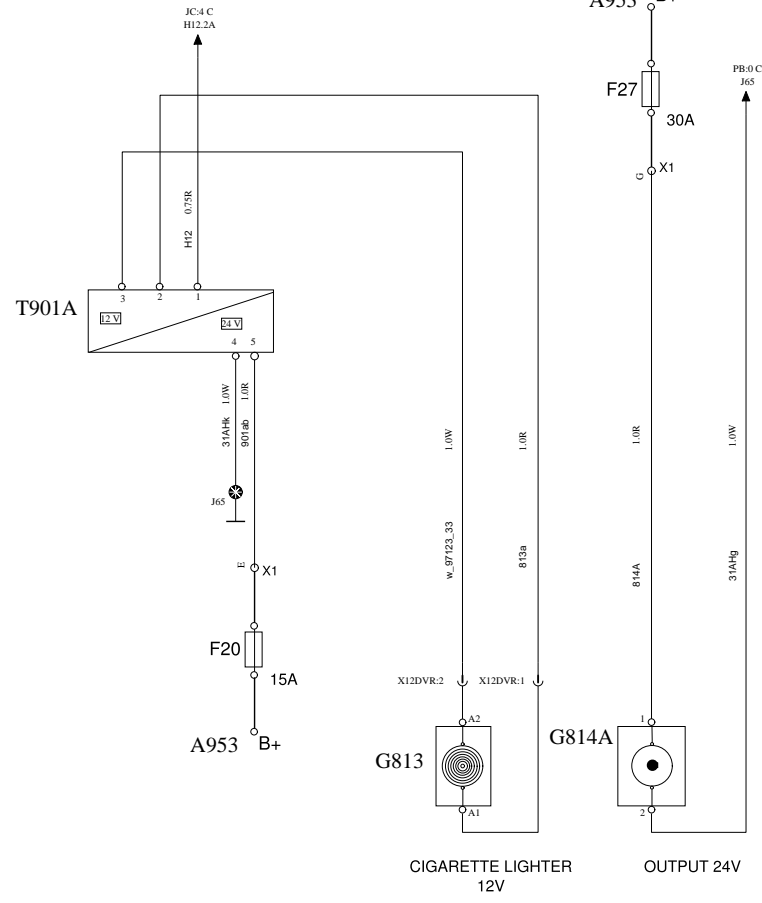 JC:4 C
H12.2A
A953 B+
PB:0 C
J65
F27
30A
G
X1
0.75R
H12
3
2
1
T901A
12 V
24 V
4
5
1.0W
1.0R
31AHk
901ab
J65
E
X1
F20
15A
A953
B+
1.0W
1.0R
w_97123_33
813a
1.0R
1.0W
814A
31AHg
X12DVR:2
X12DVR:1
A2
G813
A1
1
G814A
2
CIGARETTE LIGHTER
12V
OUTPUT 24V